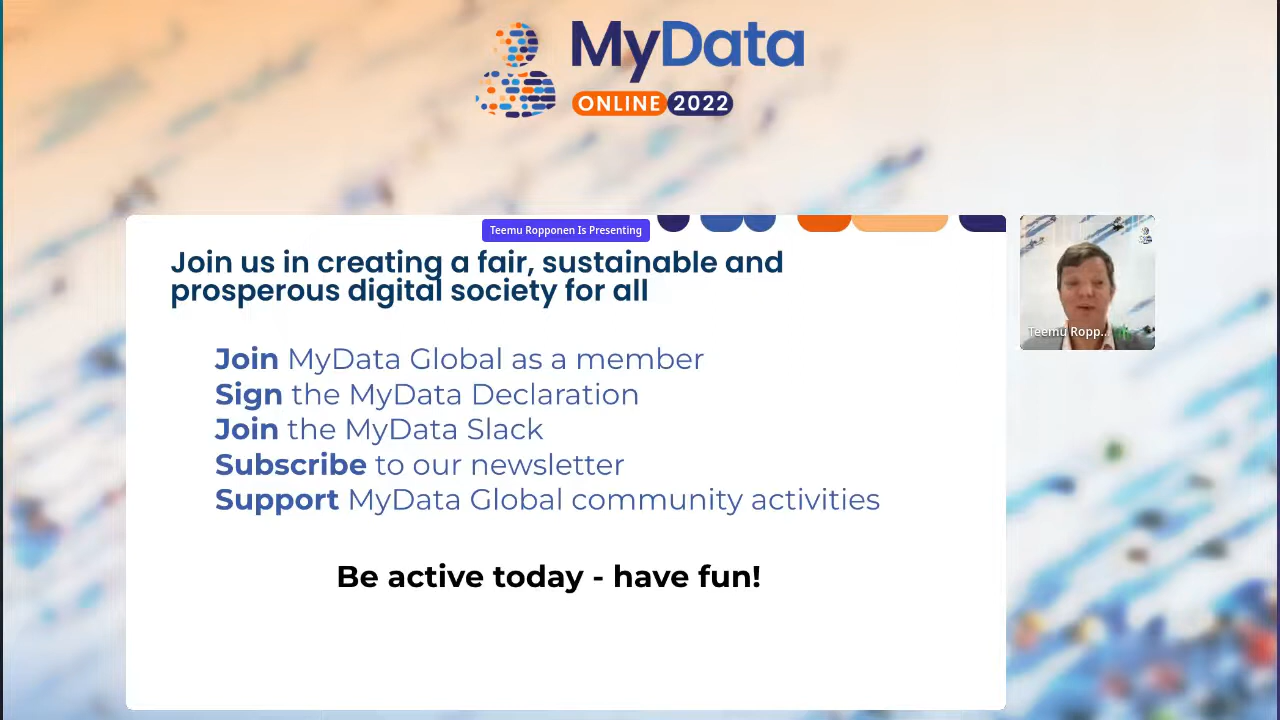 MyData
ONLINE 2022
Teemu Ropponen Is Presenting
Join us in creating a fair, sustainable and
prosperous digital society for all
Join MyData Global as a member
Sign the MyData Declaration
Join the MyData Slack
Subscribe to our newsletter
Support MyData Global community activities
Be active today - have fun!
Teemu Ropp...